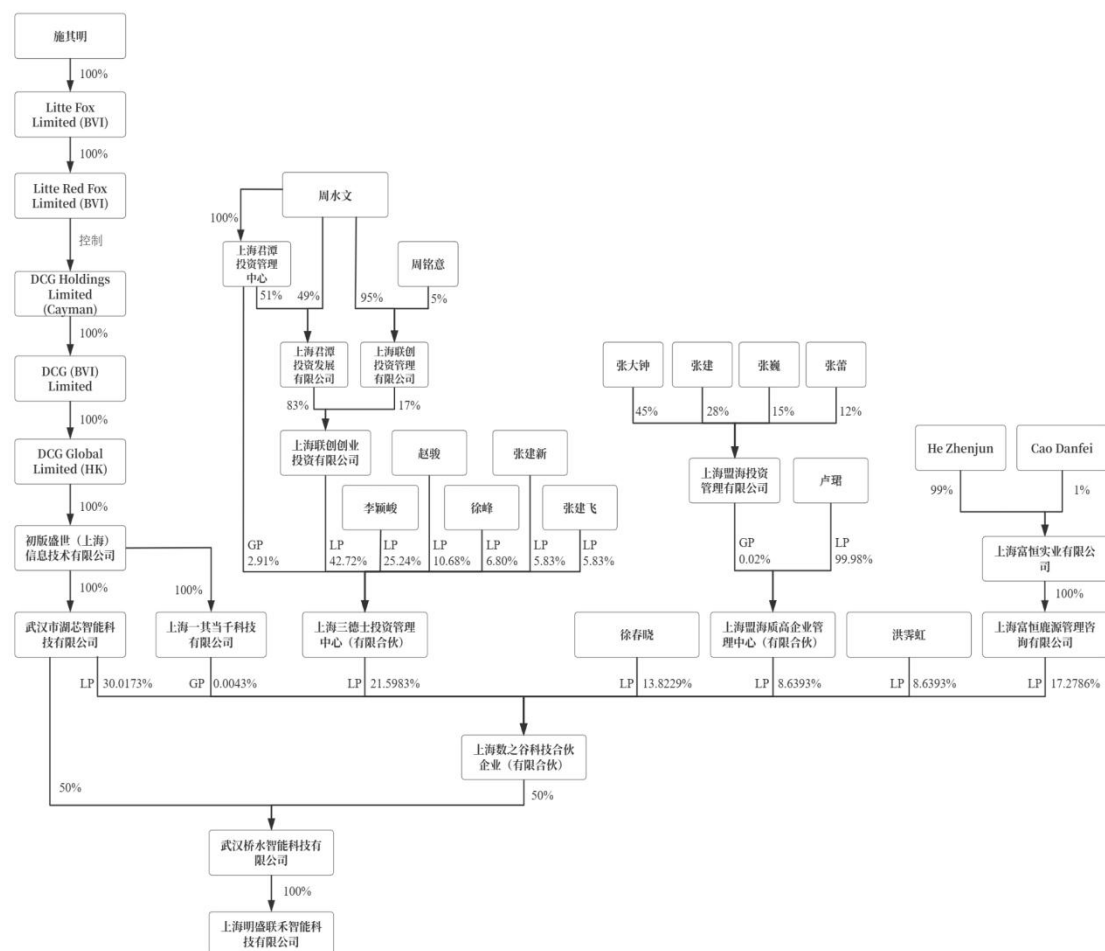 施其明
100%
Litte Fox
Limited (BVI)
100%
Litte Red Fox
Limited (BVI)
控制
DCG Holdings
Limited
(Cayman)
100%
DCG (BVI)
Limited
100%
DCG Global
Limited (HK)
100%
初版盛世（上海）
信息技术有限公司
100%
100%
周水文
100%
上海君潭
投资管理
中心
周铭意
51%
49%
95%
5%
上海君潭
投资发展
有限公司
上海联创
投资管理
有限公司
83%
17%
上海联创创业
投资有限公司
赵骏
张建新
李颖峻
徐峰
张建飞
GP
2.91%
LP
42.72%
LP
25.24%
LP
10.68%
LP
6.80%
LP
5.83%
LP
5.83%
张大钟
张建
张巍
张蕾
45%
28%
15%
12%
上海盟海投资
管理有限公司
卢珺
GP
0.02%
LP
99.98%
He Zhenjun
Cao Danfei
99%
1%
上海富恒实业有限公
司
100%
武汉市湖芯智能科
技有限公司
上海一其当千科技
有限公司
上海三德士投资管理
中心（有限合伙）
徐春晓
上海盟海质高企业管
理中心（有限合伙）
洪霁虹
上海富恒鹿源管理咨
询有限公司
LP 30.0173%
GP 0.0043%
LP 21.5983%
LP 13.8229%
LP 8.6393%
LP 8.6393%
LP 17.2786%
上海数之谷科技合伙
企业（有限合伙）
50%
50%
武汉桥水智能科技有
限公司
100%
上海明盛联禾智能科
技有限公司